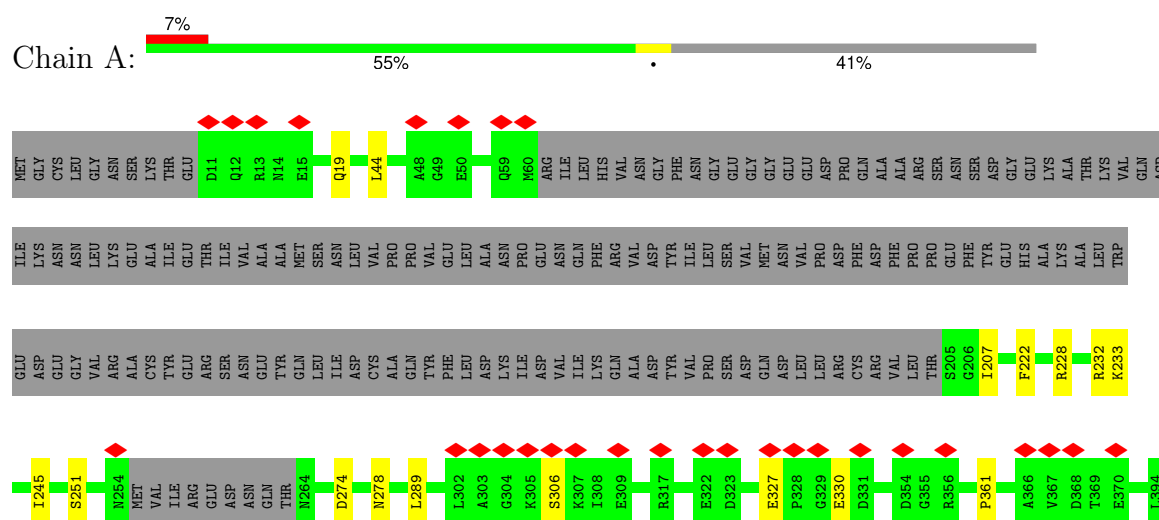 7%
Chain A:
55% • 41%
MET GLY CYS LEU GLY ASN SER LYS THR GLU D11 Q12 R13 N14 E15 Q19 L44 A48 G49 E50 Q59 M60 ARG ILE LEU HIS VAL ASN GLY PHE ASN GLY GLU GLY GLY GLU GLU ASP PRO GLN ALA ALA ARG SER ASN SER ASP GLY GLU LYS ALA THR LYS VAL GLN ASP
ILE LYS ASN ASN LEU LYS GLU ALA ILE GLU THR ILE VAL ALA ALA MET SER ASN LEU VAL PRO PRO VAL GLU LEU ALA ASN PRO GLU ASN GLN PHE ARG VAL ASP TYR ILE LEU SER VAL MET ASN VAL PRO ASP PHE ASP PHE PRO PRO GLU PHE TYR GLU HIS ALA LYS ALA LEU TRP
GLU ASP GLU GLY VAL ARG ALA CYS TYR GLU ARG SER ASN GLU TYR GLN LEU ILE ASP CYS ALA GLN TYR PHE LEU ASP LYS ILE ASP VAL ILE LYS GLN ALA ASP TYR VAL PRO SER ASP GLN ASP LEU LEU ARG CYS ARG VAL LEU THR S205 G206 I207 F222 R228 R232 K233
I245 S251 N254 MET VAL ILE ARG GLU ASP ASN GLN THR N264 D274 N278 L289 L302 A303 G304 K305 S306 K307 I308 E309 R317 E322 D323 E327 P328 G329 E330 D331 D354 G355 R356 P361 A366 V367 D368 T369 E370 L394